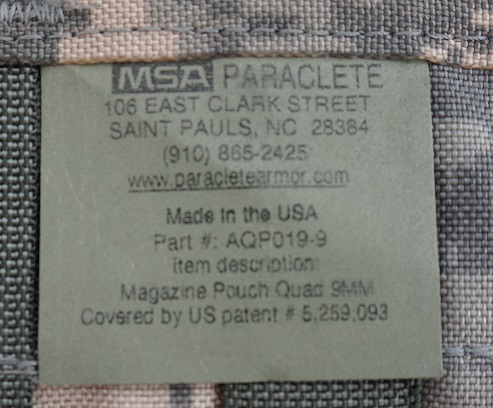 MSA PARACLETE
106 EAST CLARK STREET
SAINT PAULS, NC 28384
(910) 865-2425
www.paracletearmor.com
Made in the USA
Part #: AQP019-9
item description:
Magazine Pouch Quad 9MM
Covered by US patent # 5,259,093